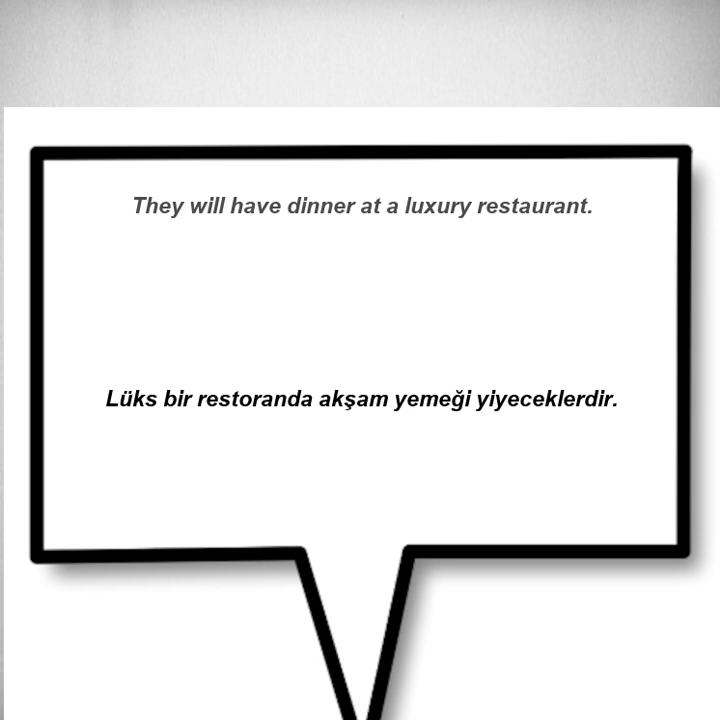 They will have dinner at a luxury restaurant.
Lüks bir restoranda akşam yemeği yiyeceklerdir.